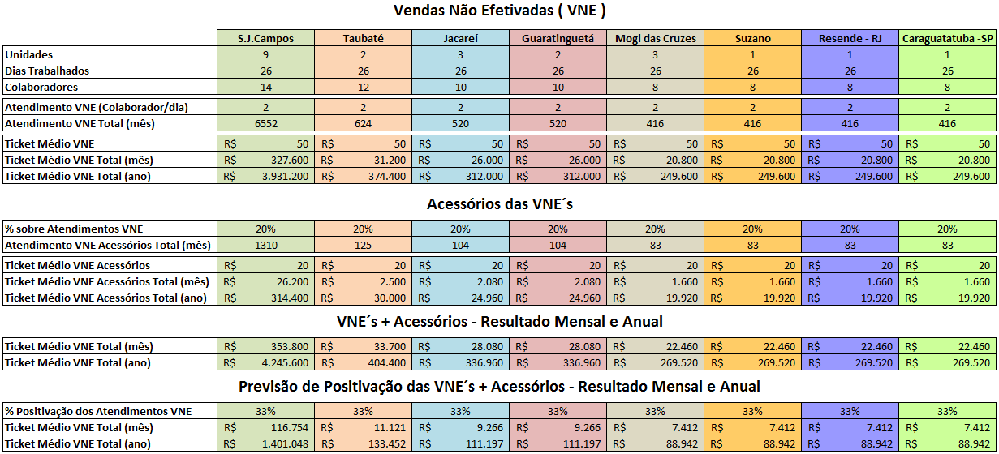 Vendas Não Efetivadas ( VNE )
S.J.Campos Taubaté Jacareí Guaratinguetá Mogi das Cruzes Suzano Resende - RJ Caraguatatuba -SP
Unidades 9 2 3 2 3 1 1 1
Dias Trabalhados 26 26 26 26 26 26 26 26
Colaboradores 14 12 10 10 8 8 8 8
Atendimento VNE (Colaborador/dia) 2 2 2 2 2 2 2 2
Atendimento VNE Total (mês) 6552 624 520 520 416 416 416 416
Ticket Médio VNE R$ 50 R$ 50 R$ 50 R$ 50 R$ 50 R$ 50 R$ 50 R$ 50
Ticket Médio VNE Total (mês) R$ 327.600 R$ 31.200 R$ 26.000 R$ 26.000 R$ 20.800 R$ 20.800 R$ 20.800 R$ 20.800
Ticket Médio VNE Total (ano) R$ 3.931.200 R$ 374.400 R$ 312.000 R$ 312.000 R$ 249.600 R$ 249.600 R$ 249.600 R$ 249.600
Acessórios das VNE´s
% sobre Atendimentos VNE 20% 20% 20% 20% 20% 20% 20% 20%
Atendimento VNE Acessórios Total (mês) 1310 125 104 104 83 83 83 83
Ticket Médio VNE Acessórios R$ 20 R$ 20 R$ 20 R$ 20 R$ 20 R$ 20 R$ 20 R$ 20
Ticket Médio VNE Acessórios Total (mês) R$ 26.200 R$ 2.500 R$ 2.080 R$ 2.080 R$ 1.660 R$ 1.660 R$ 1.660 R$ 1.660
Ticket Médio VNE Acessórios Total (ano) R$ 314.400 R$ 30.000 R$ 24.960 R$ 24.960 R$ 19.920 R$ 19.920 R$ 19.920 R$ 19.920
VNE´s + Acessórios - Resultado Mensal e Anual
Ticket Médio VNE Total (mês) R$ 353.800 R$ 33.700 R$ 28.080 R$ 28.080 R$ 22.460 R$ 22.460 R$ 22.460 R$ 22.460
Ticket Médio VNE Total (ano) R$ 4.245.600 R$ 404.400 R$ 336.960 R$ 336.960 R$ 269.520 R$ 269.520 R$ 269.520 R$ 269.520
Previsão de Positivação das VNE´s + Acessórios - Resultado Mensal e Anual
% Positivação dos Atendimentos VNE 33% 33% 33% 33% 33% 33% 33% 33%
Ticket Médio VNE Total (mês) R$ 116.754 R$ 11.121 R$ 9.266 R$ 9.266 R$ 7.412 R$ 7.412 R$ 7.412 R$ 7.412
Ticket Médio VNE Total (ano) R$ 1.401.048 R$ 133.452 R$ 111.197 R$ 111.197 R$ 88.942 R$ 88.942 R$ 88.942 R$ 88.942